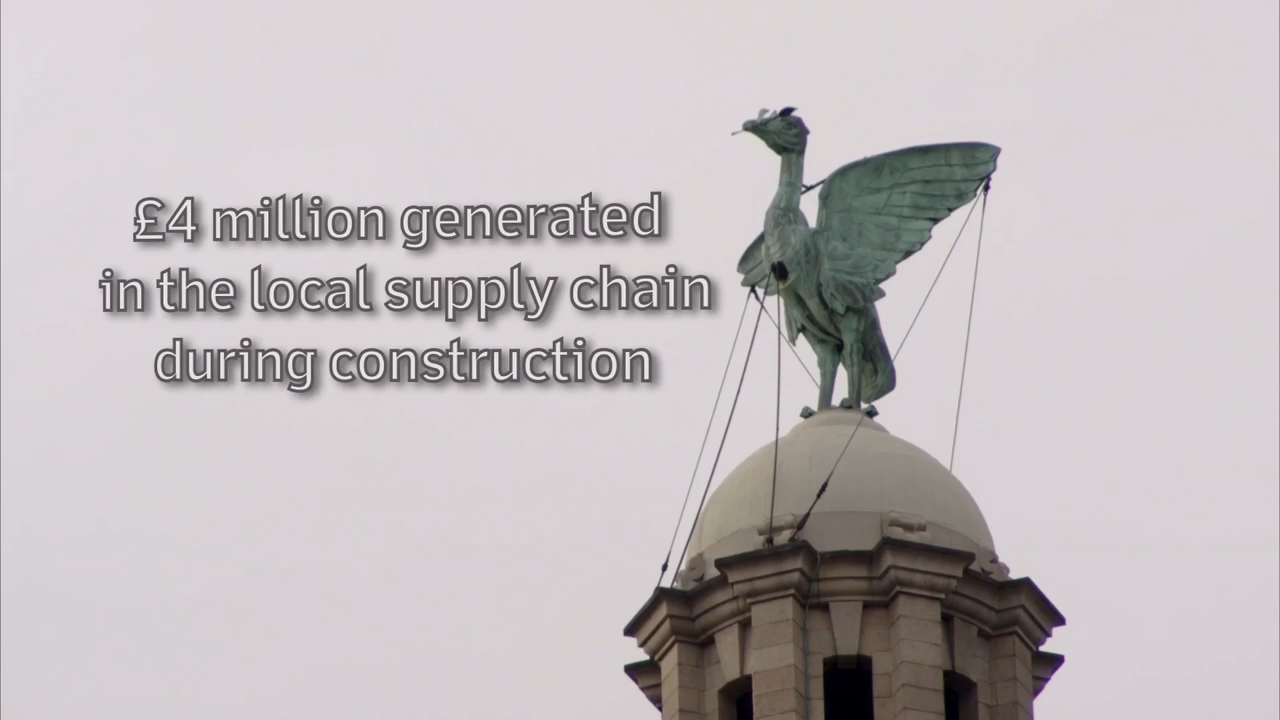 £4 million generated
in the local supply chain
during construction